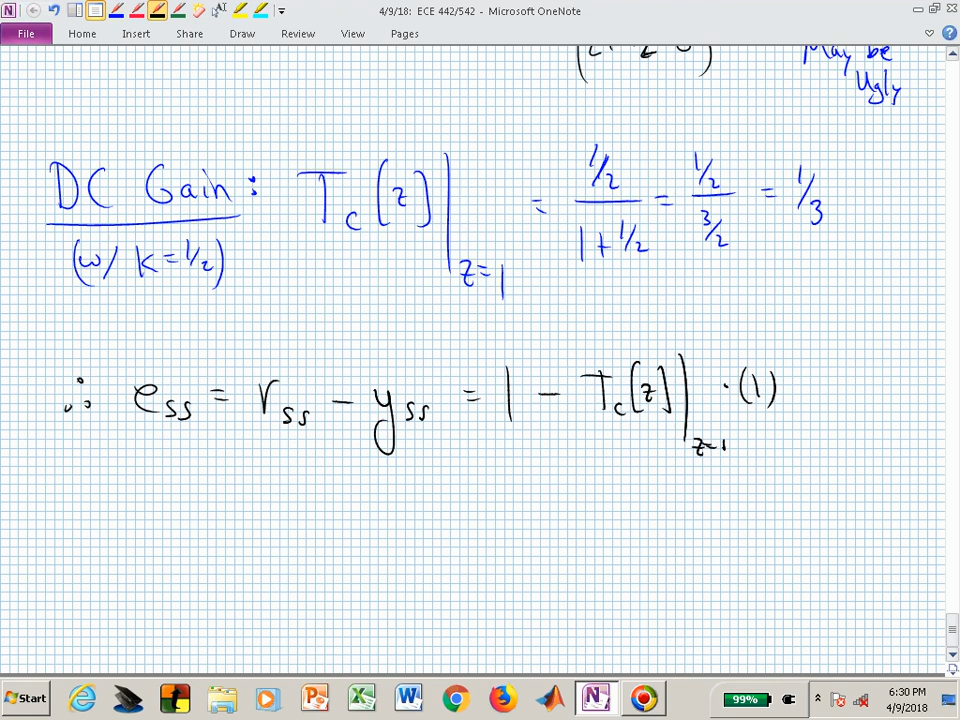 4/9/18: ECE 442/542 - Microsoft OneNote
File Home Insert Share Draw Review View Pages
May be
Ugly
DC Gain: Tc[z]|z=1 = 1/2 / (1 + 1/2) = 1/2 / 3/2 = 1/3
(w/ K = 1/2)
∴ ess = rss - yss = 1 - Tc[z]|z=1 · (1)
Start
99%
6:30 PM
4/9/2018